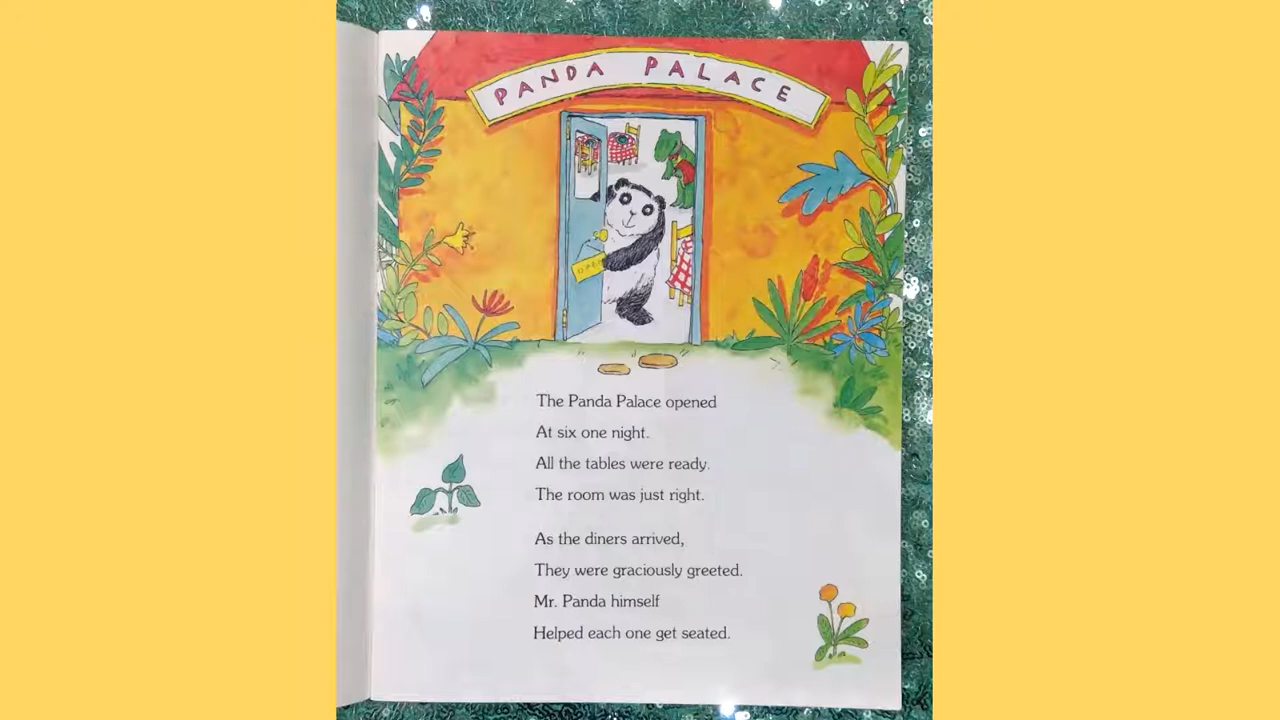 PANDA PALACE
OPEN
The Panda Palace opened
At six one night.
All the tables were ready.
The room was just right.
As the diners arrived,
They were graciously greeted.
Mr. Panda himself
Helped each one get seated.